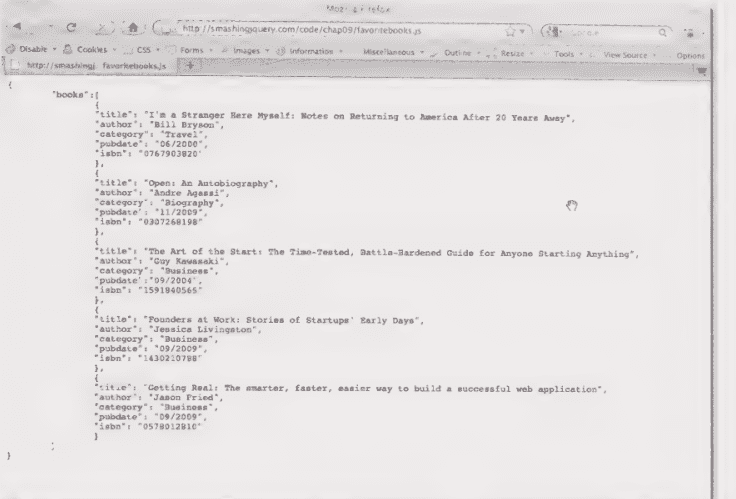 http://smashingjquery.com/code/chap09/favoritebooks.js
Disable Cookies CSS Forms Images Information Miscellaneous Outline Resize Tools View Source Options
http://smashingj favoritebooks.js +
{
"books":[
{
"title": "I'm a Stranger Here Myself: Notes on Returning to America After 20 Years Away",
"author": "Bill Bryson",
"category": "Travel",
"pubdate": "06/2000",
"isbn": "0767903820"
},
{
"title": "Open: An Autobiography",
"author": "Andre Agassi",
"category": "Biography",
"pubdate": "11/2009",
"isbn": "0307268198"
},
{
"title": "The Art of the Start: The Time-Tested, Battle-Hardened Guide for Anyone Starting Anything",
"author": "Guy Kawasaki",
"category": "Business",
"pubdate":"09/2004",
"isbn": "1591840565"
},
{
"title": "Founders at Work: Stories of Startups' Early Days",
"author": "Jessica Livingston",
"category": "Business",
"pubdate": "09/2009",
"isbn": "1430210788"
},
{
"title": "Getting Real: The smarter, faster, easier way to build a successful web application",
"author": "Jason Fried",
"category": "Business",
"pubdate": "09/2009",
"isbn": "0578012810"
}
}